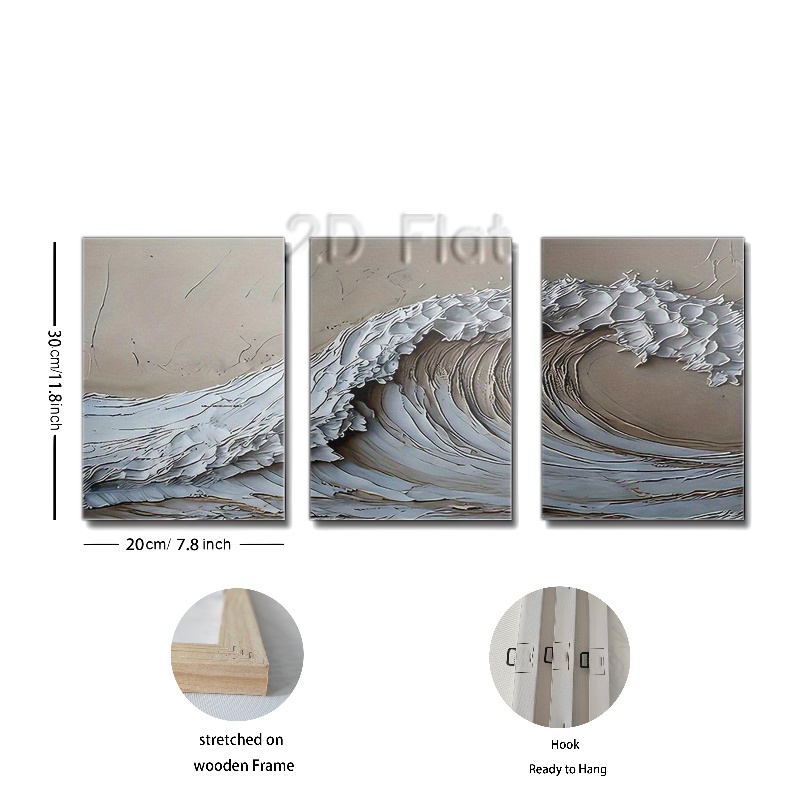 2D Flat
30cm/11.8inch
20cm/ 7.8 inch
stretched on
wooden Frame
Hook
Ready to Hang